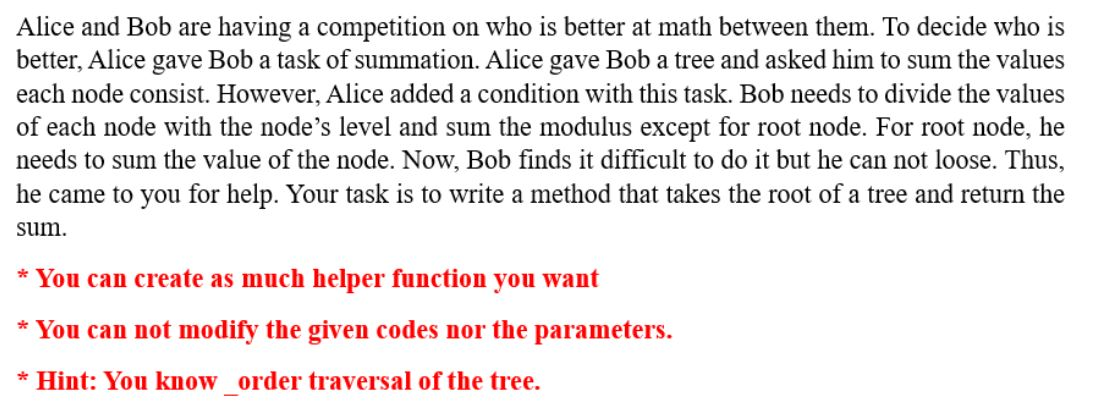 Alice and Bob are having a competition on who is better at math between them. To decide who is
better, Alice gave Bob a task of summation. Alice gave Bob a tree and asked him to sum the values
each node consist. However, Alice added a condition with this task. Bob needs to divide the values
of each node with the node’s level and sum the modulus except for root node. For root node, he
needs to sum the value of the node. Now, Bob finds it difficult to do it but he can not loose. Thus,
he came to you for help. Your task is to write a method that takes the root of a tree and return the
sum.
* You can create as much helper function you want
* You can not modify the given codes nor the parameters.
* Hint: You know _order traversal of the tree.